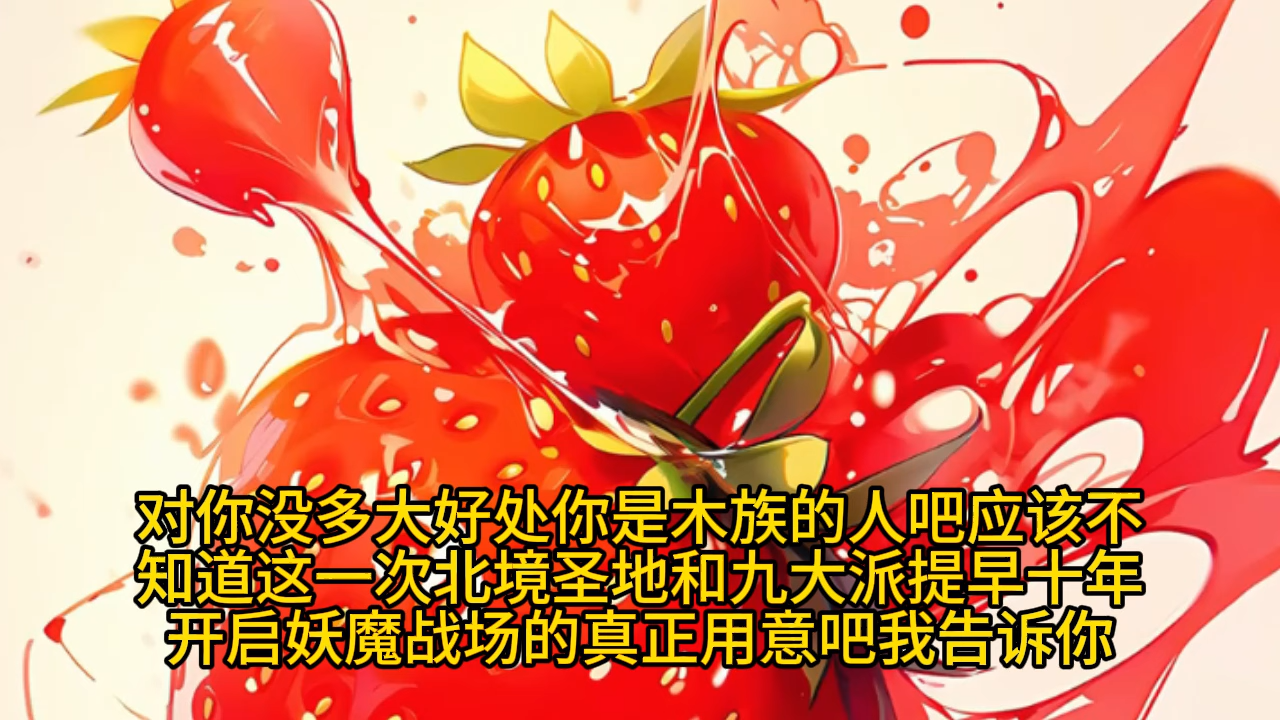 对你没多大好处你是木族的人吧应该不
知道这一次北境圣地和九大派提早十年
开启妖魔战场的真正用意吧我告诉你